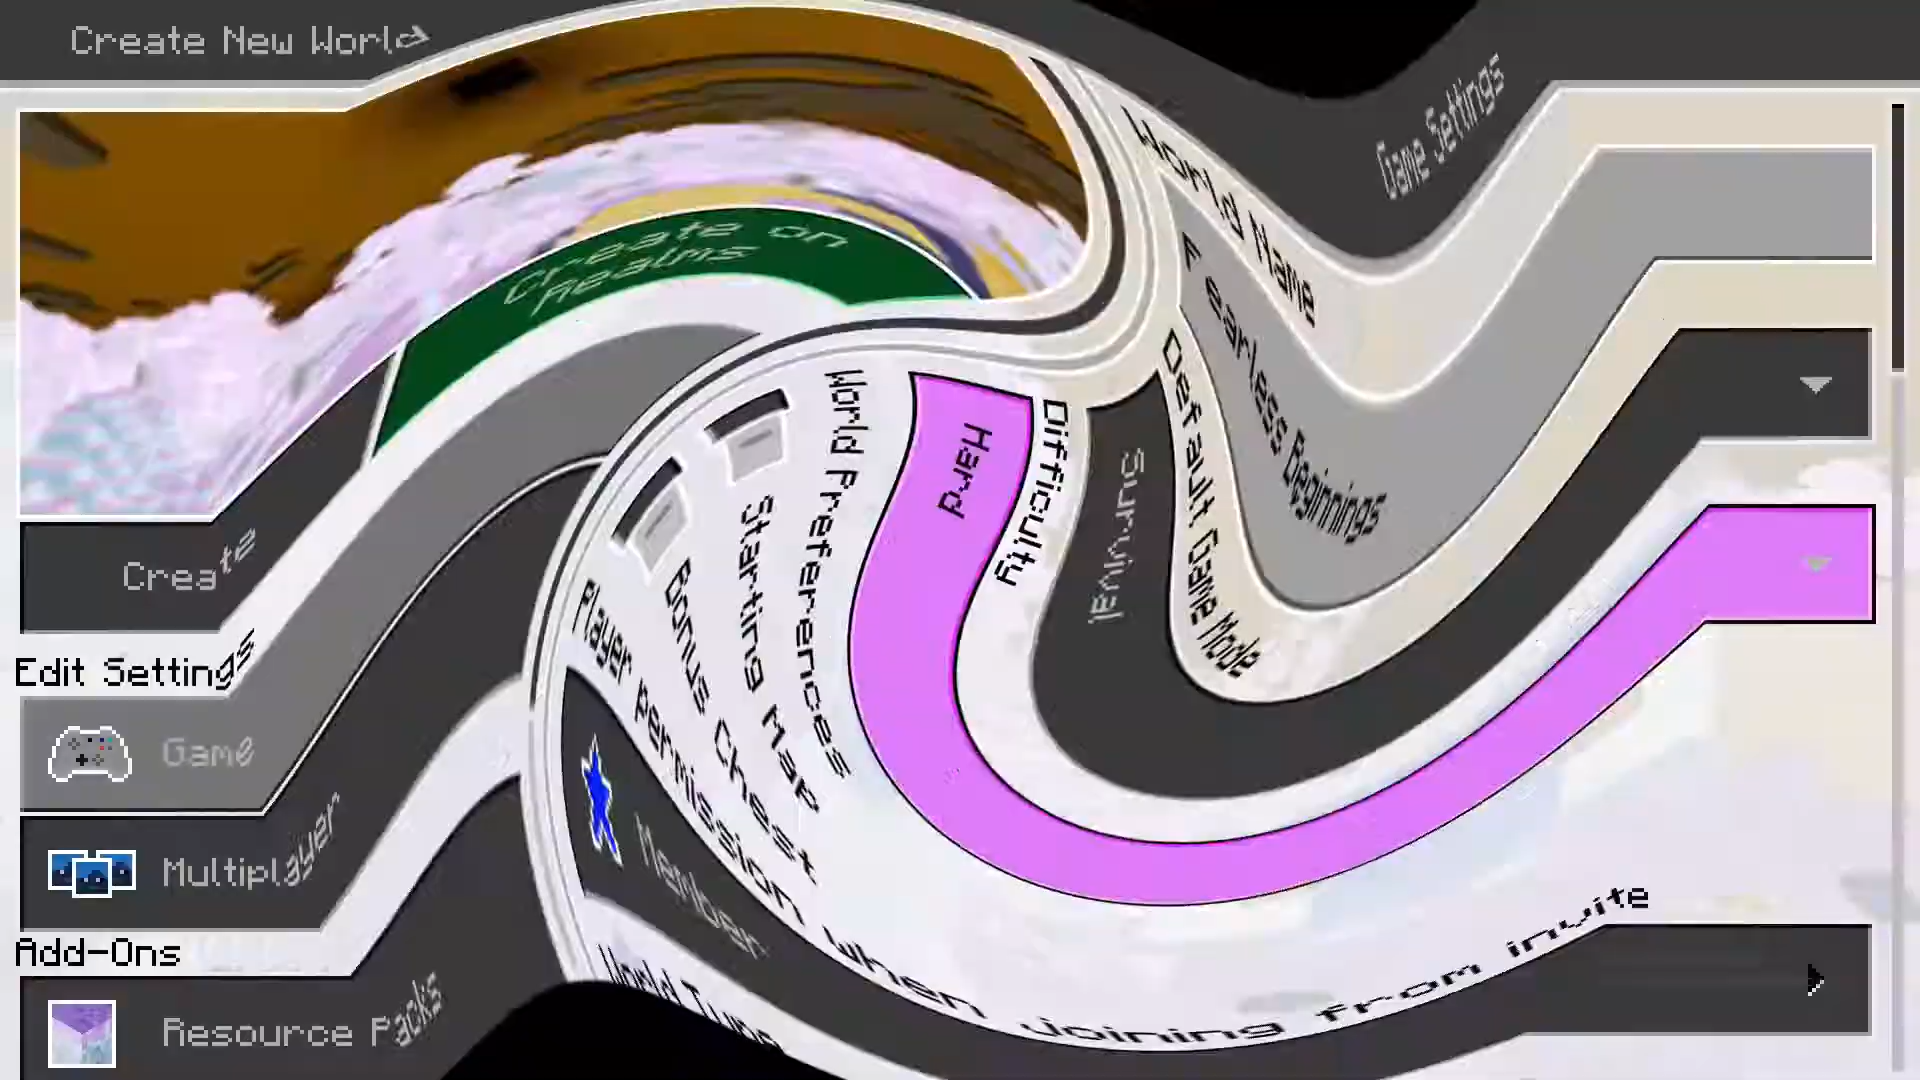 Create New World
Game Settings
Create on
Realms
Create
Edit Settings
Game
Multiplayer
Add-Ons
Resource Packs
World Name
A Fearless Beginnings
Default Game Mode
Survival
Difficulty
Hard
World Preferences
Starting Map
Bonus Chest
Player permission when joining from invite
Member
World Type